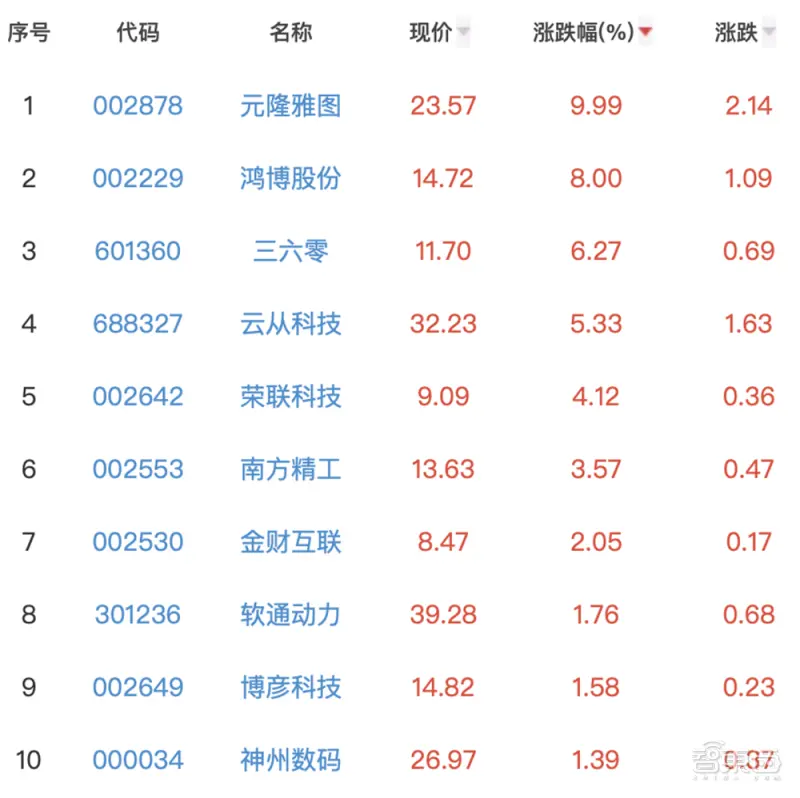 序号 代码 名称 现价 涨跌幅(%) 涨跌
1 002878 元隆雅图 23.57 9.99 2.14
2 002229 鸿博股份 14.72 8.00 1.09
3 601360 三六零 11.70 6.27 0.69
4 688327 云从科技 32.23 5.33 1.63
5 002642 荣联科技 9.09 4.12 0.36
6 002553 南方精工 13.63 3.57 0.47
7 002530 金财互联 8.47 2.05 0.17
8 301236 软通动力 39.28 1.76 0.68
9 002649 博彦科技 14.82 1.58 0.23
10 000034 神州数码 26.97 1.39 0.37
智東西